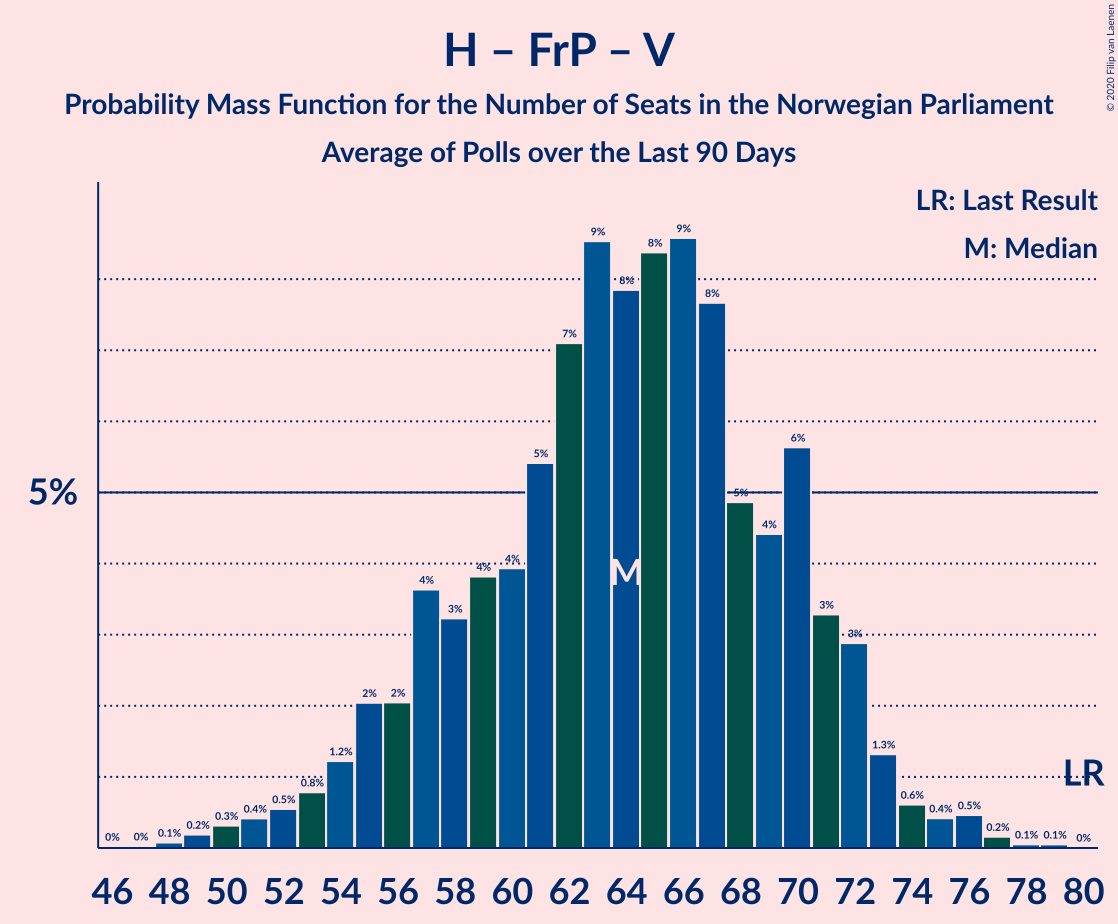 H – FrP – V
Probability Mass Function for the Number of Seats in the Norwegian Parliament
Average of Polls over the Last 90 Days
© 2020 Filip van Laenen
LR: Last Result
M: Median
5%
0% 0% 0.1% 0.2% 0.3% 0.4% 0.5% 0.8% 1.2% 2% 2% 4% 3% 4% 4% 5% 7% 9% 8% 8% 9% 8% 5% 4% 6% 3% 3% 1.3% 0.6% 0.4% 0.5% 0.2% 0.1% 0.1% 0%
M
LR
46 48 50 52 54 56 58 60 62 64 66 68 70 72 74 76 78 80